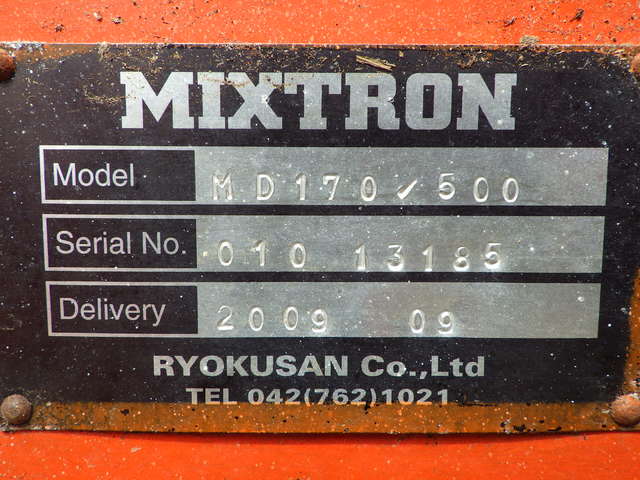 MIXTRON
Model MD170/500
Serial No. 010 13185
Delivery 2009 09
RYOKUSAN Co.,Ltd
TEL 042(762)1021